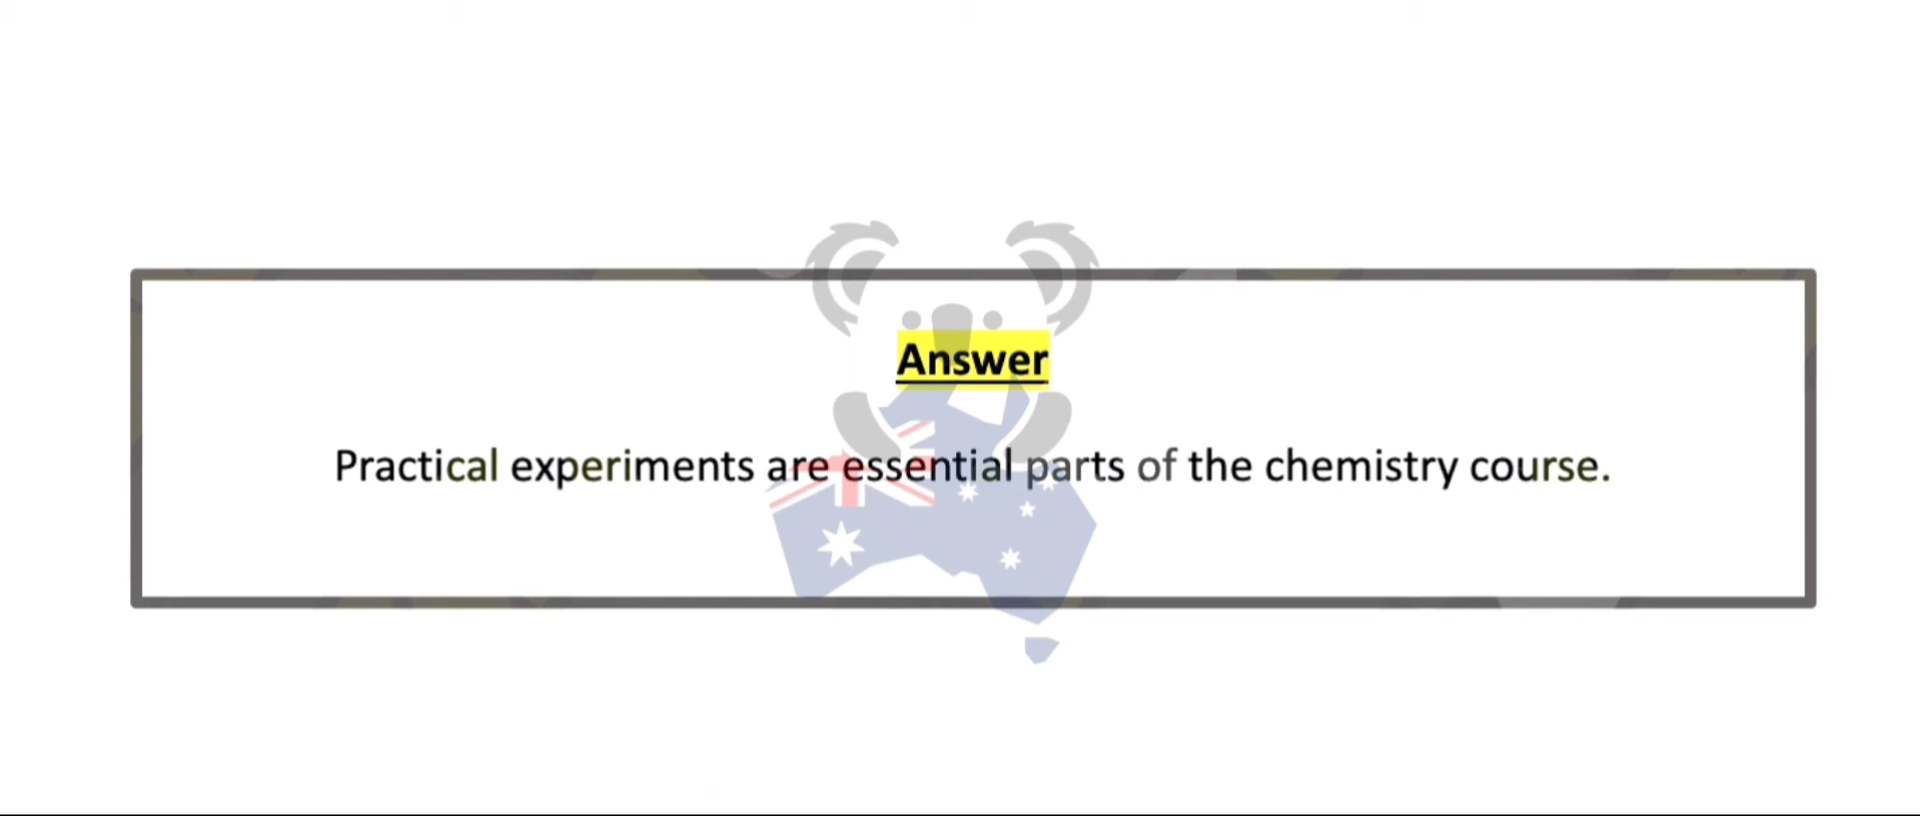 Answer
Practical experiments are essential parts of the chemistry course.